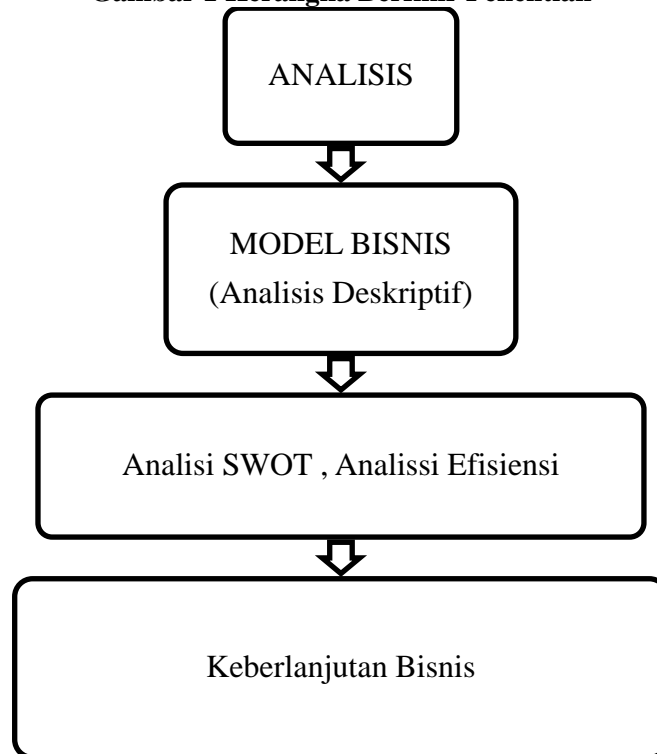 ANALISIS
MODEL BISNIS
(Analisis Deskriptif)
Analisi SWOT , Analissi Efisiensi
Keberlanjutan Bisnis